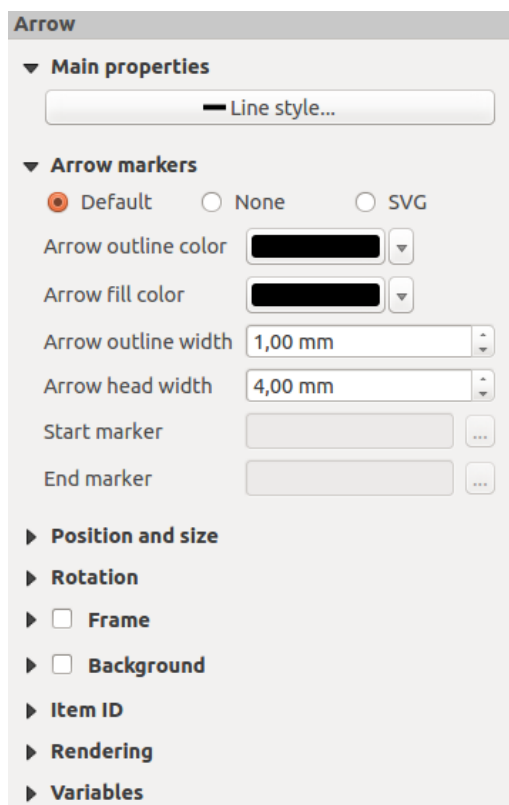 Arrow
Main properties
Line style...
Arrow markers
Default None SVG
Arrow outline color
Arrow fill color
Arrow outline width 1,00 mm
Arrow head width 4,00 mm
Start marker ...
End marker ...
Position and size
Rotation
Frame
Background
Item ID
Rendering
Variables